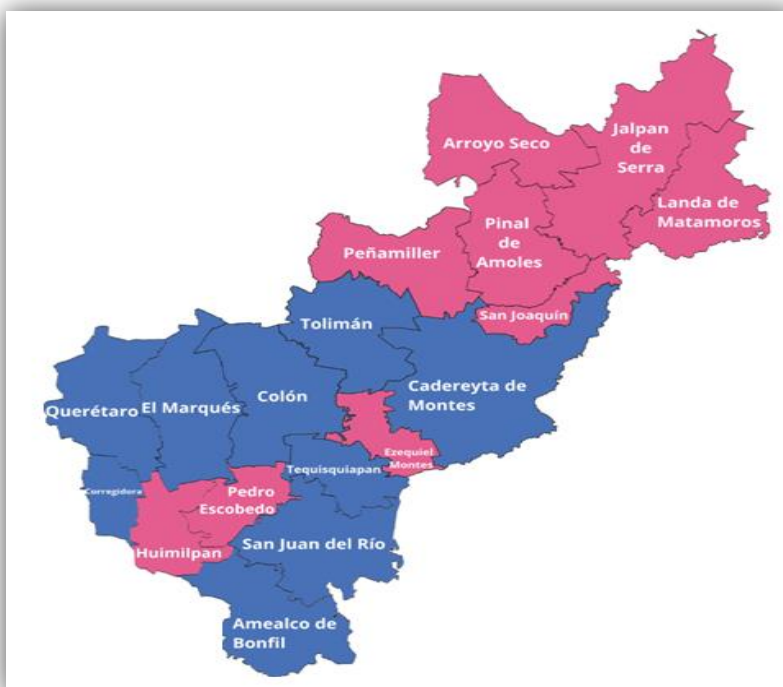 Jalpan
de
Serra
Arroyo Seco
Landa de
Matamoros
Pinal
de
Amoles
Peñamiller
San Joaquín
Tolimán
Cadereyta de
Montes
Colón
El Marqués
Querétaro
Ezequiel
Montes
Tequisquiapan
Corregidora
Pedro
Escobedo
San Juan del Río
Huimilpan
Amealco de
Bonfil